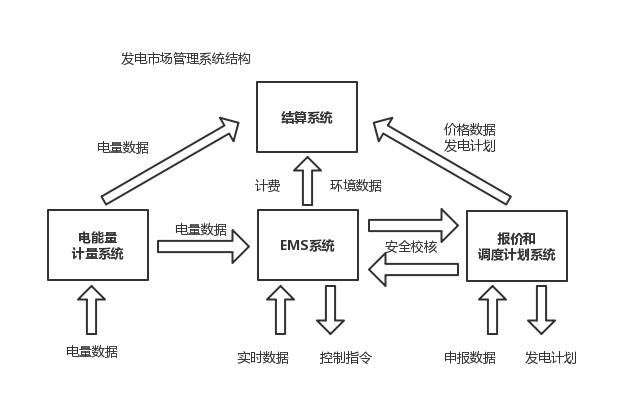 发电市场管理系统结构
结算系统
电量数据
价格数据
发电计划
计费
环境数据
电能量
计量系统
电量数据
EMS系统
安全校核
报价和
调度计划系统
电量数据
实时数据
控制指令
申报数据
发电计划